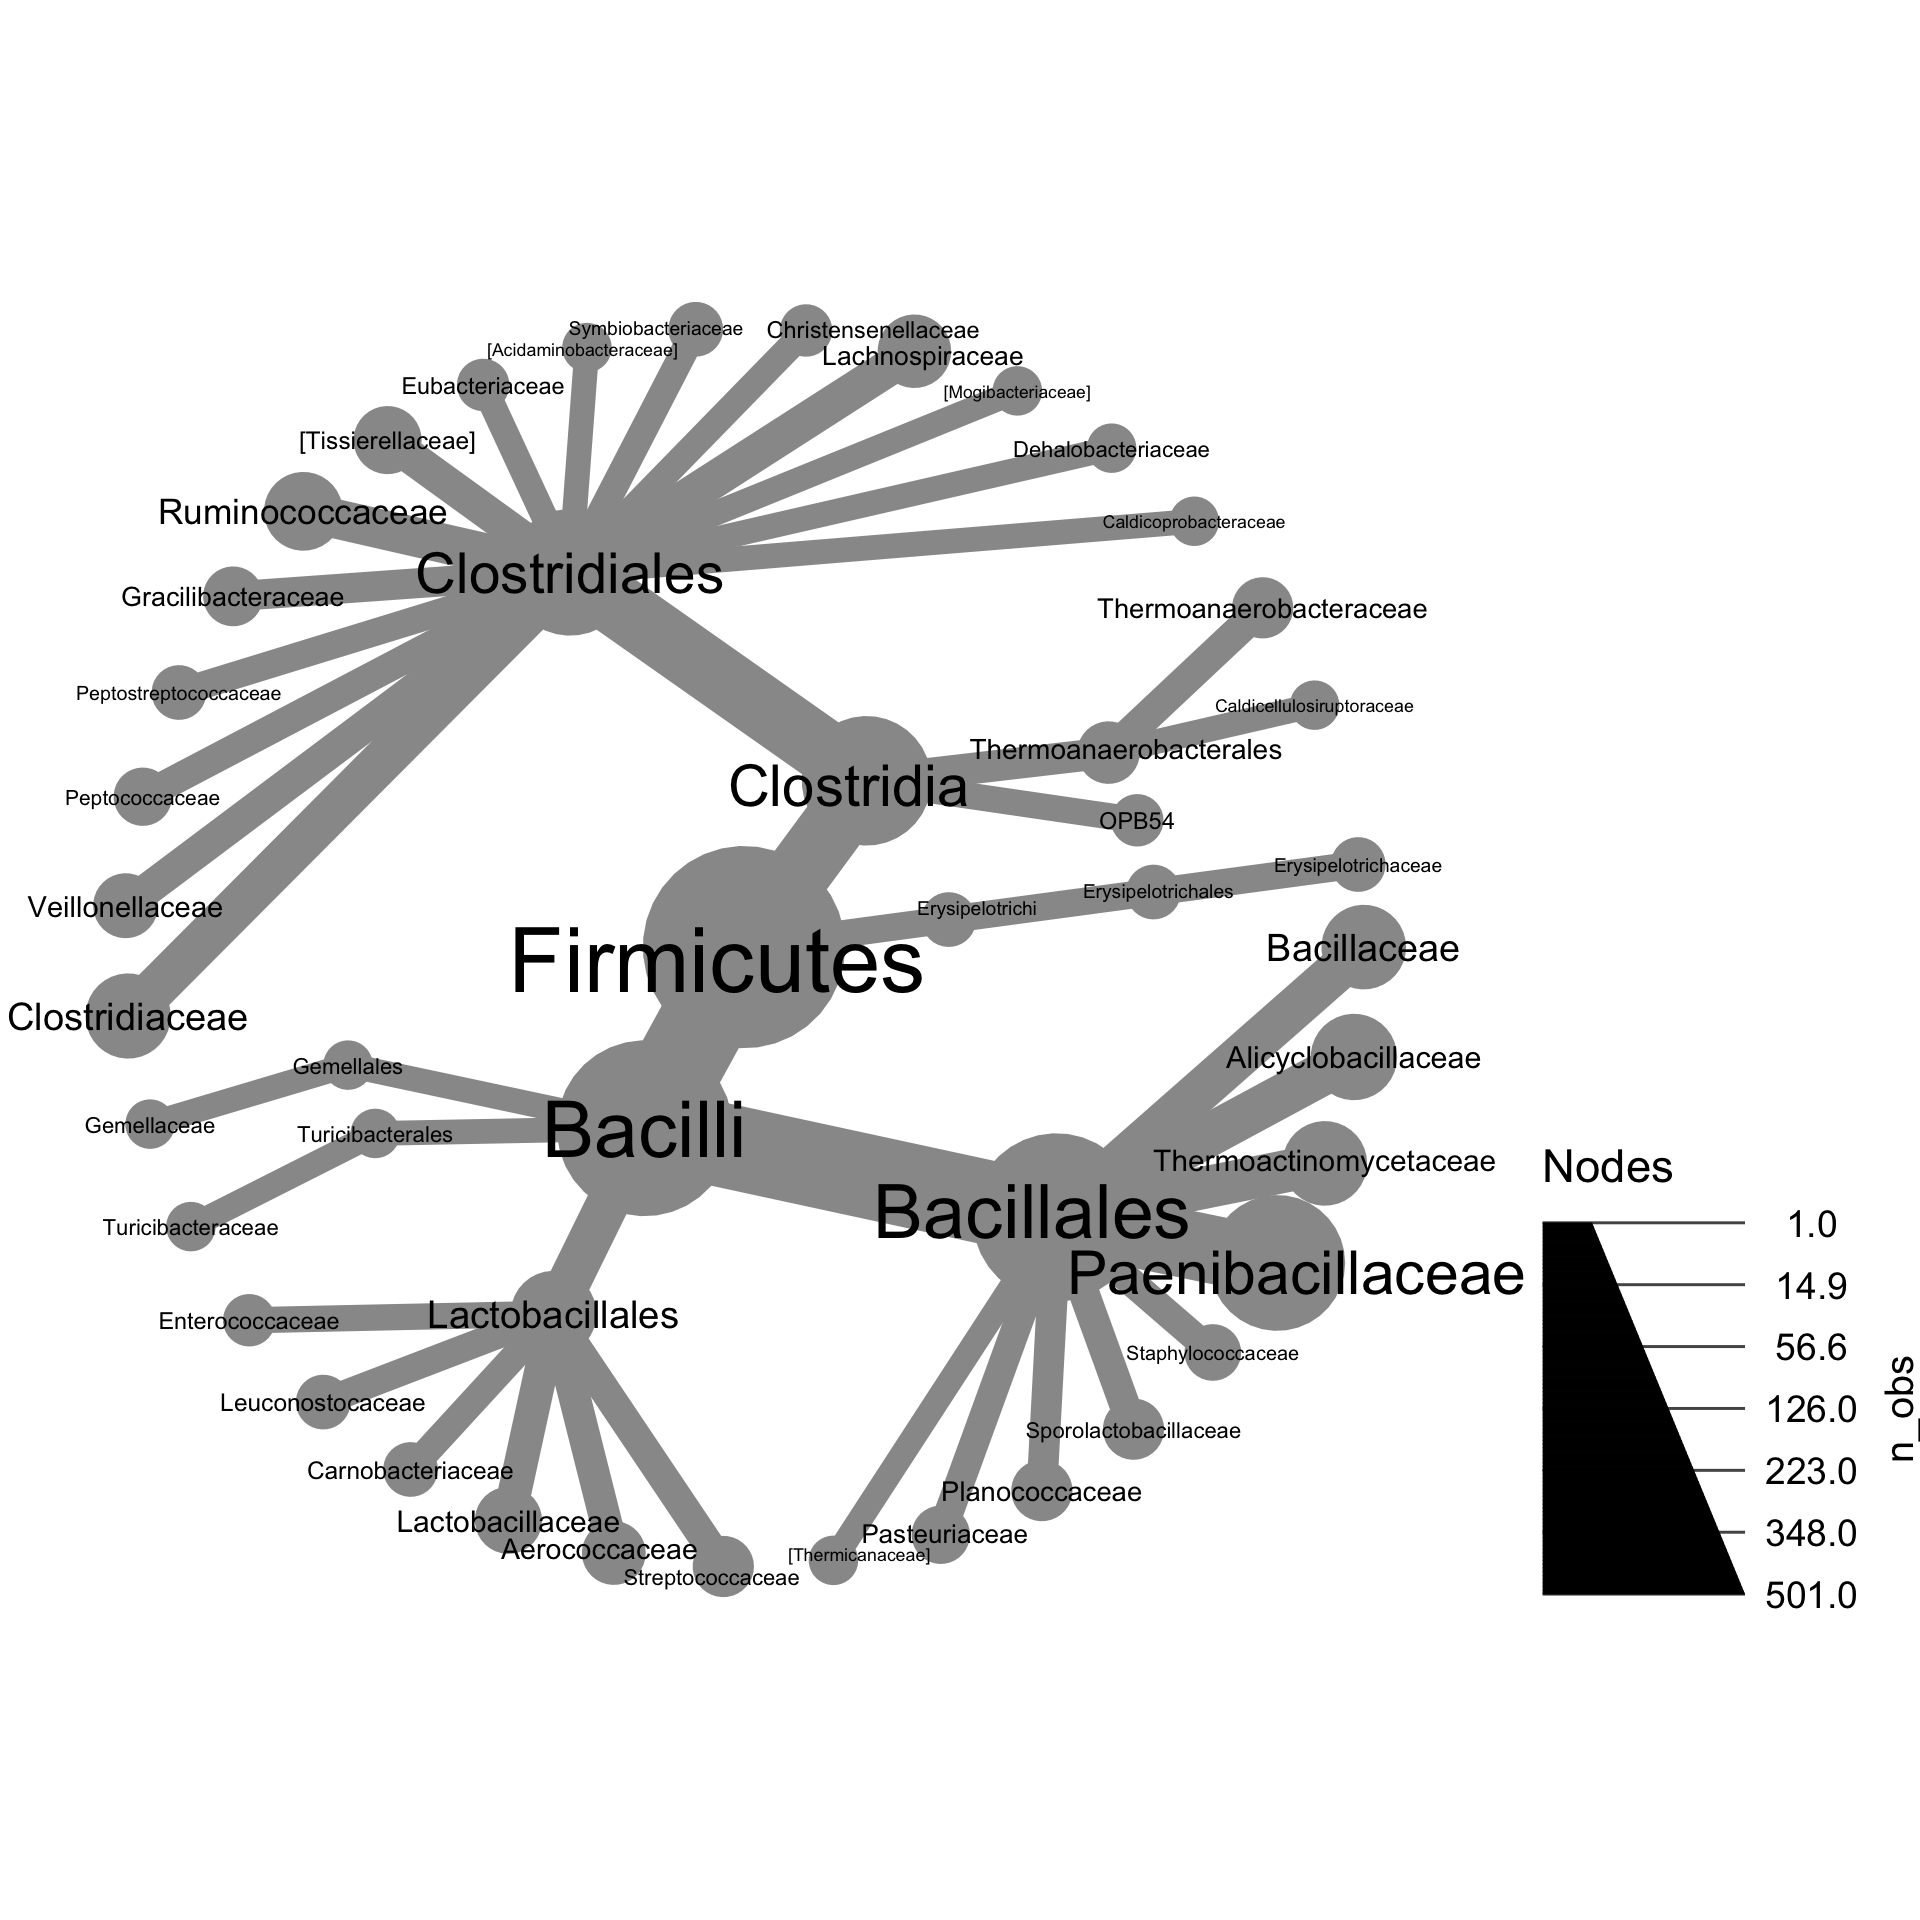 Symbiobacteriaceae
Christensenellaceae
[Acidaminobacteraceae]
Lachnospiraceae
Eubacteriaceae
[Mogibacteriaceae]
[Tissierellaceae]
Dehalobacteriaceae
Ruminococcaceae
Caldicoprobacteraceae
Clostridiales
Gracilibacteraceae
Thermoanaerobacteraceae
Peptostreptococcaceae
Caldicellulosiruptoraceae
Thermoanaerobacterales
Clostridia
Peptococcaceae
OPB54
Erysipelotrichaceae
Erysipelotrichales
Veillonellaceae
Erysipelotrichi
Bacillaceae
Firmicutes
Clostridiaceae
Alicyclobacillaceae
Gemellales
Gemellaceae
Turicibacterales
Bacilli
Thermoactinomycetaceae
Nodes
Bacillales
Turicibacteraceae
1.0
Paenibacillaceae
14.9
Lactobacillales
Enterococcaceae
56.6
Staphylococcaceae
Leuconostocaceae
126.0
n_obs
Sporolactobacillaceae
Carnobacteriaceae
223.0
Planococcaceae
Lactobacillaceae
Pasteuriaceae
348.0
Aerococcaceae
[Thermicanaceae]
Streptococcaceae
501.0